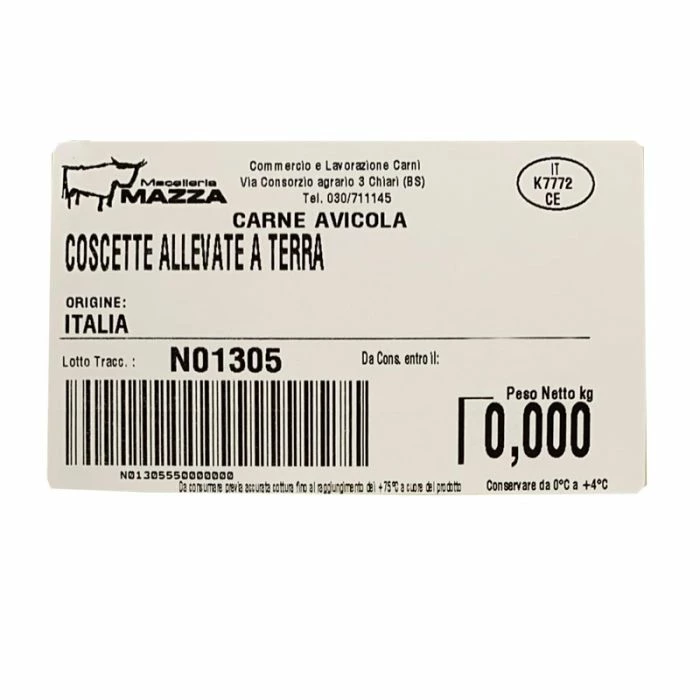 Macelleria
MAZZA
Commercio e Lavorazione Carni
Via Consorzio agrario 3 Chiari (BS)
Tel. 030/711145
IT
K7772
CE
CARNE AVICOLA
COSCETTE ALLEVATE A TERRA
ORIGINE:
ITALIA
Lotto Tracc. : N01305 Da Cons. entro il:
Peso Netto kg
0,000
N01305550000000
Da consumare previa accurata cottura fino al raggiungimento dei +75°C a cuore del prodotto
Conservare da 0°C a +4°C